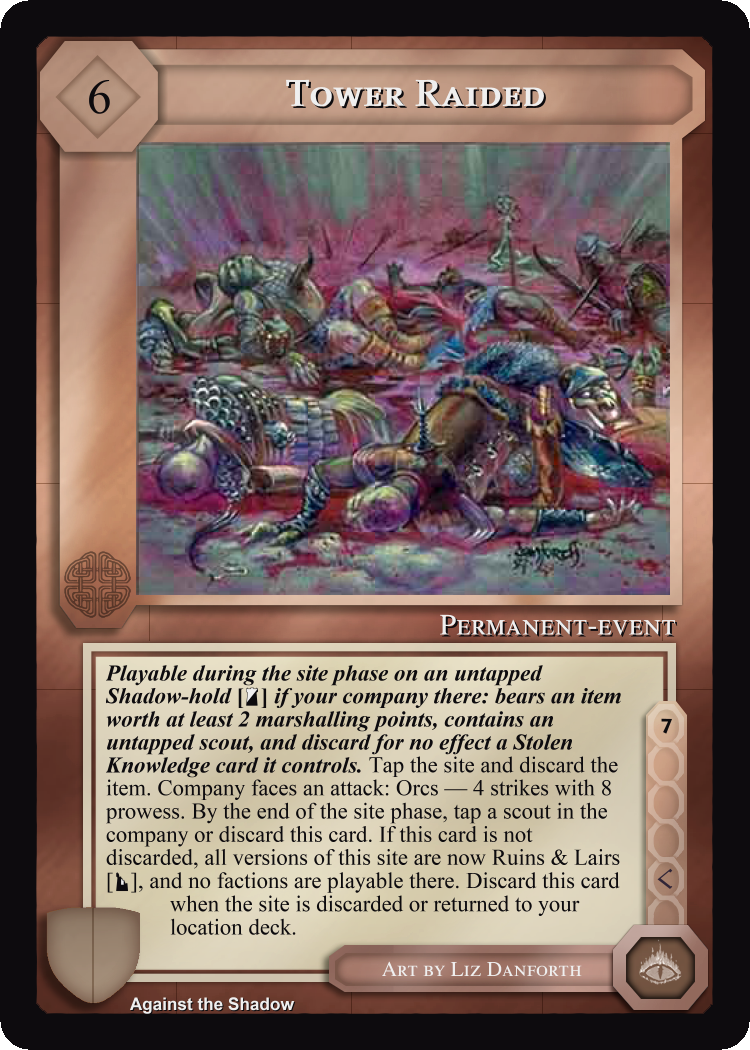 6
Tower Raided
Permanent-event
Playable during the site phase on an untapped
Shadow-hold [] if your company there: bears an item
worth at least 2 marshalling points, contains an
untapped scout, and discard for no effect a Stolen
Knowledge card it controls. Tap the site and discard the
item. Company faces an attack: Orcs — 4 strikes with 8
prowess. By the end of the site phase, tap a scout in the
company or discard this card. If this card is not
discarded, all versions of this site are now Ruins & Lairs
[], and no factions are playable there. Discard this card
when the site is discarded or returned to your
location deck.
7
Art by Liz Danforth
Against the Shadow